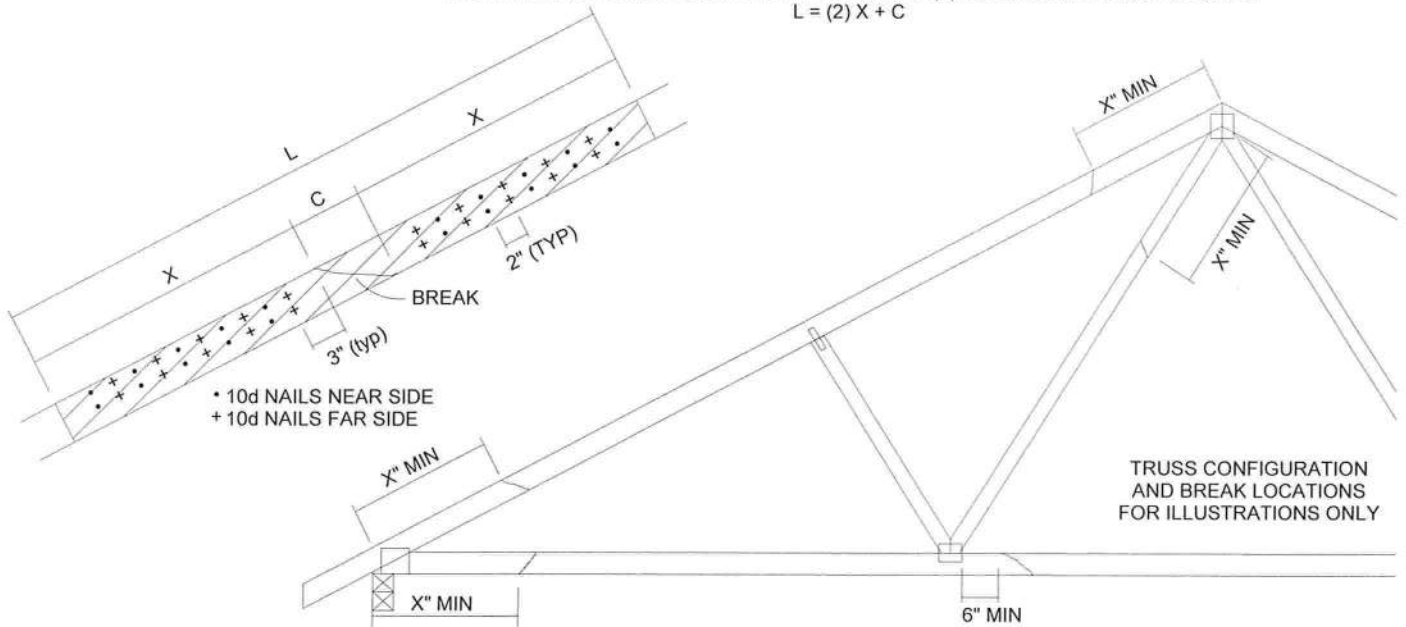 L = (2) X + C
X" MIN
X
L
C
X
2" (TYP)
X" MIN
BREAK
3" (typ)
• 10d NAILS NEAR SIDE
+ 10d NAILS FAR SIDE
X" MIN
TRUSS CONFIGURATION
AND BREAK LOCATIONS
FOR ILLUSTRATIONS ONLY
X" MIN
6" MIN